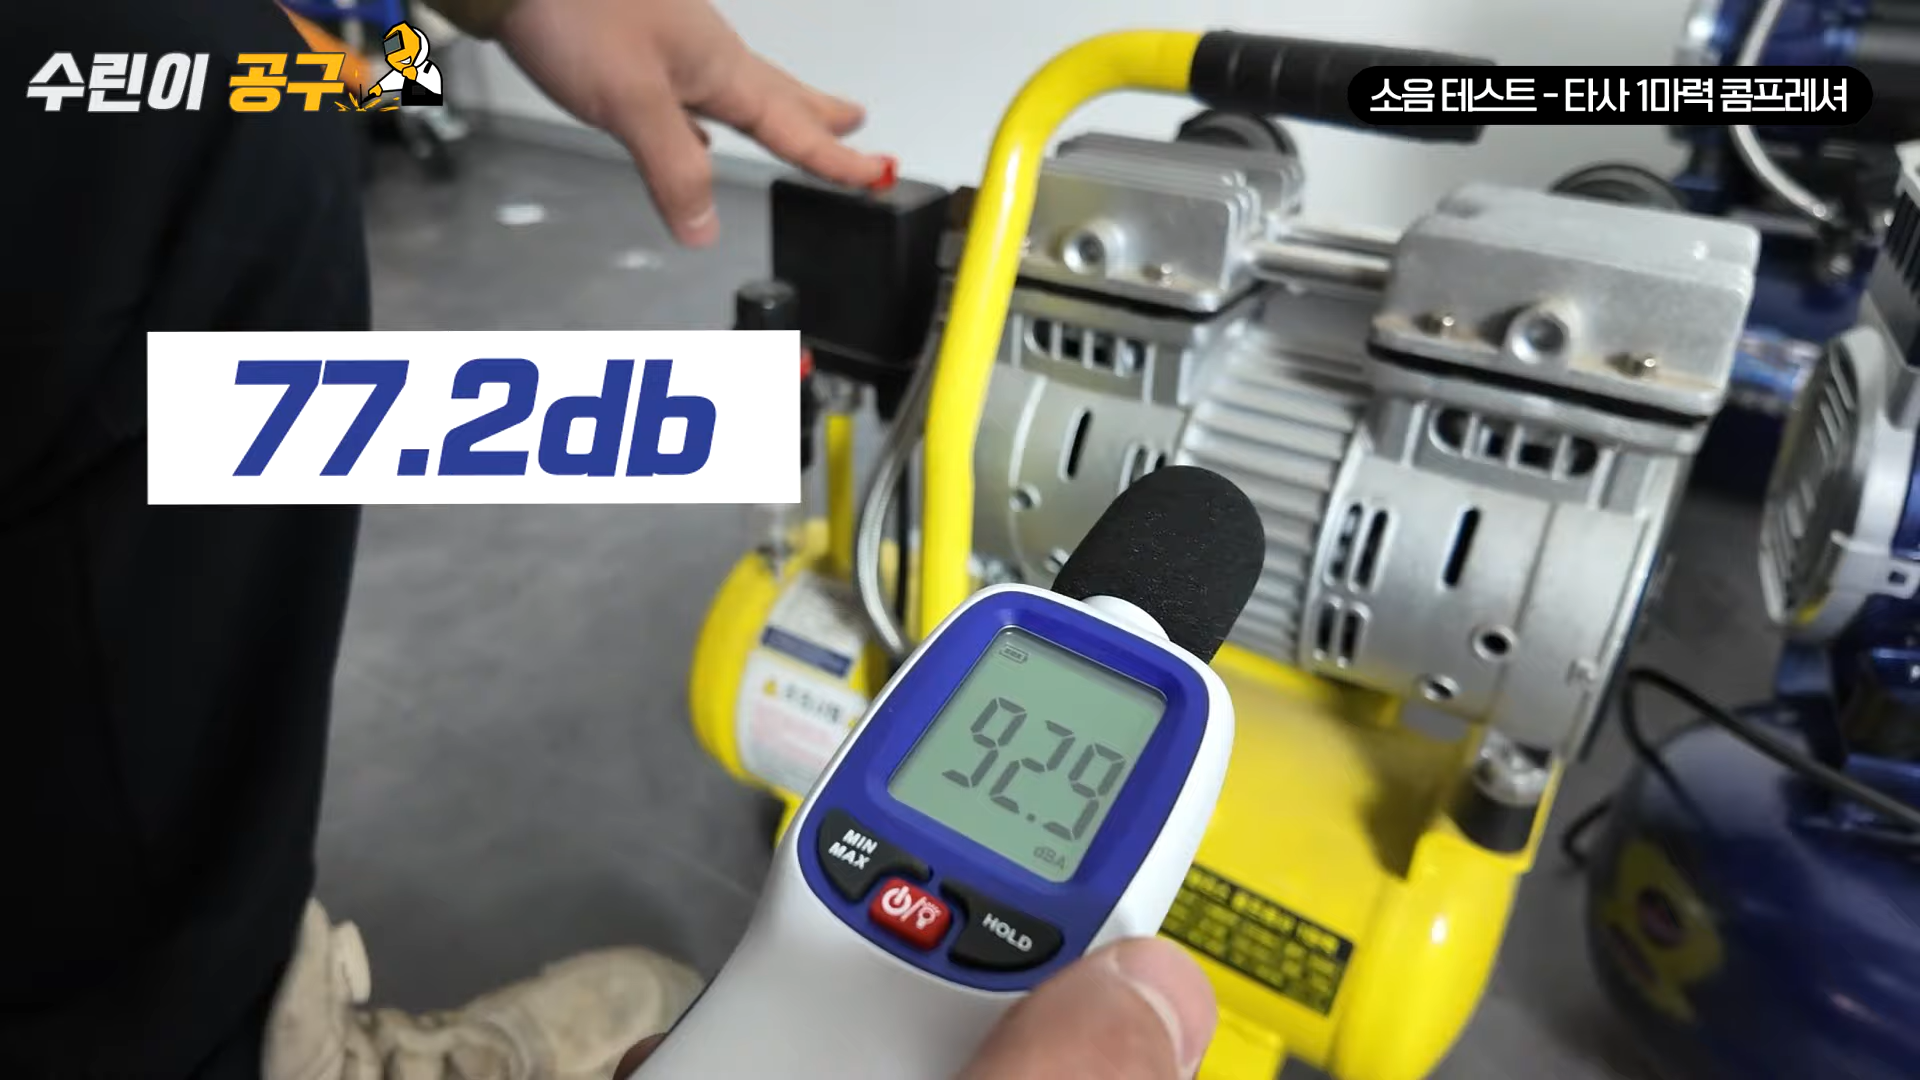 수린이 공구
소음 테스트 - 타사 1마력 콤프레셔
77.2db
92.9
dBA
MIN
MAX
HOLD